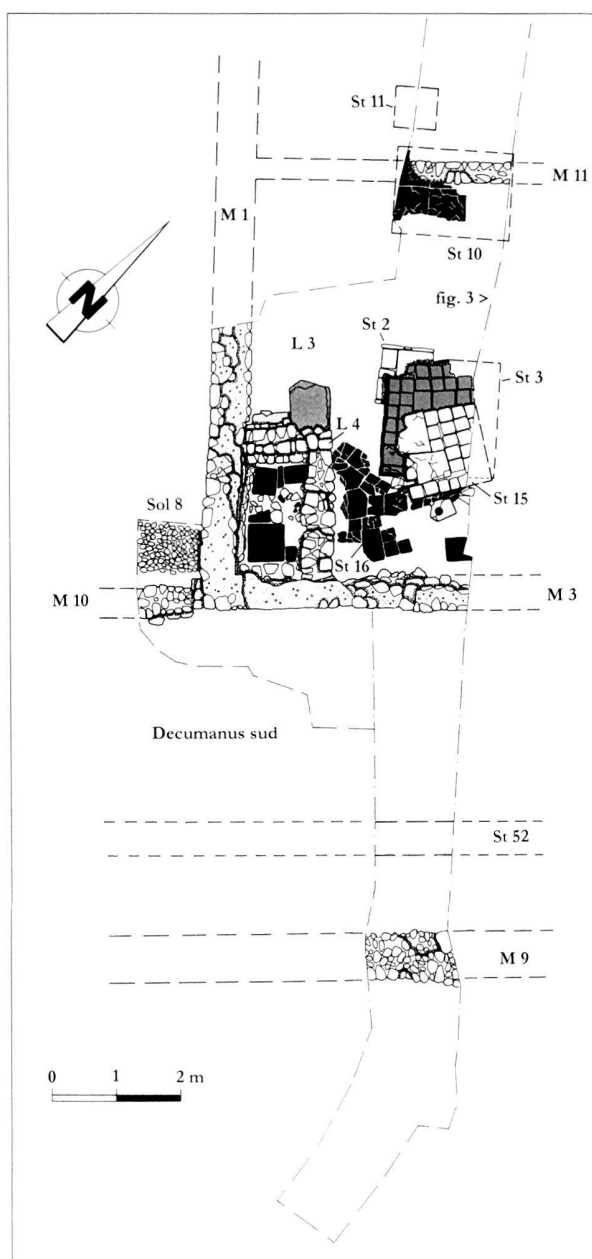 St 11
M 11
M 1
St 10
fig. 3 >
N
St 2
L 3
St 3
L 4
Sol 8
St 15
St 16
M 10
M 3
Decumanus sud
St 52
M 9
0 1 2 m